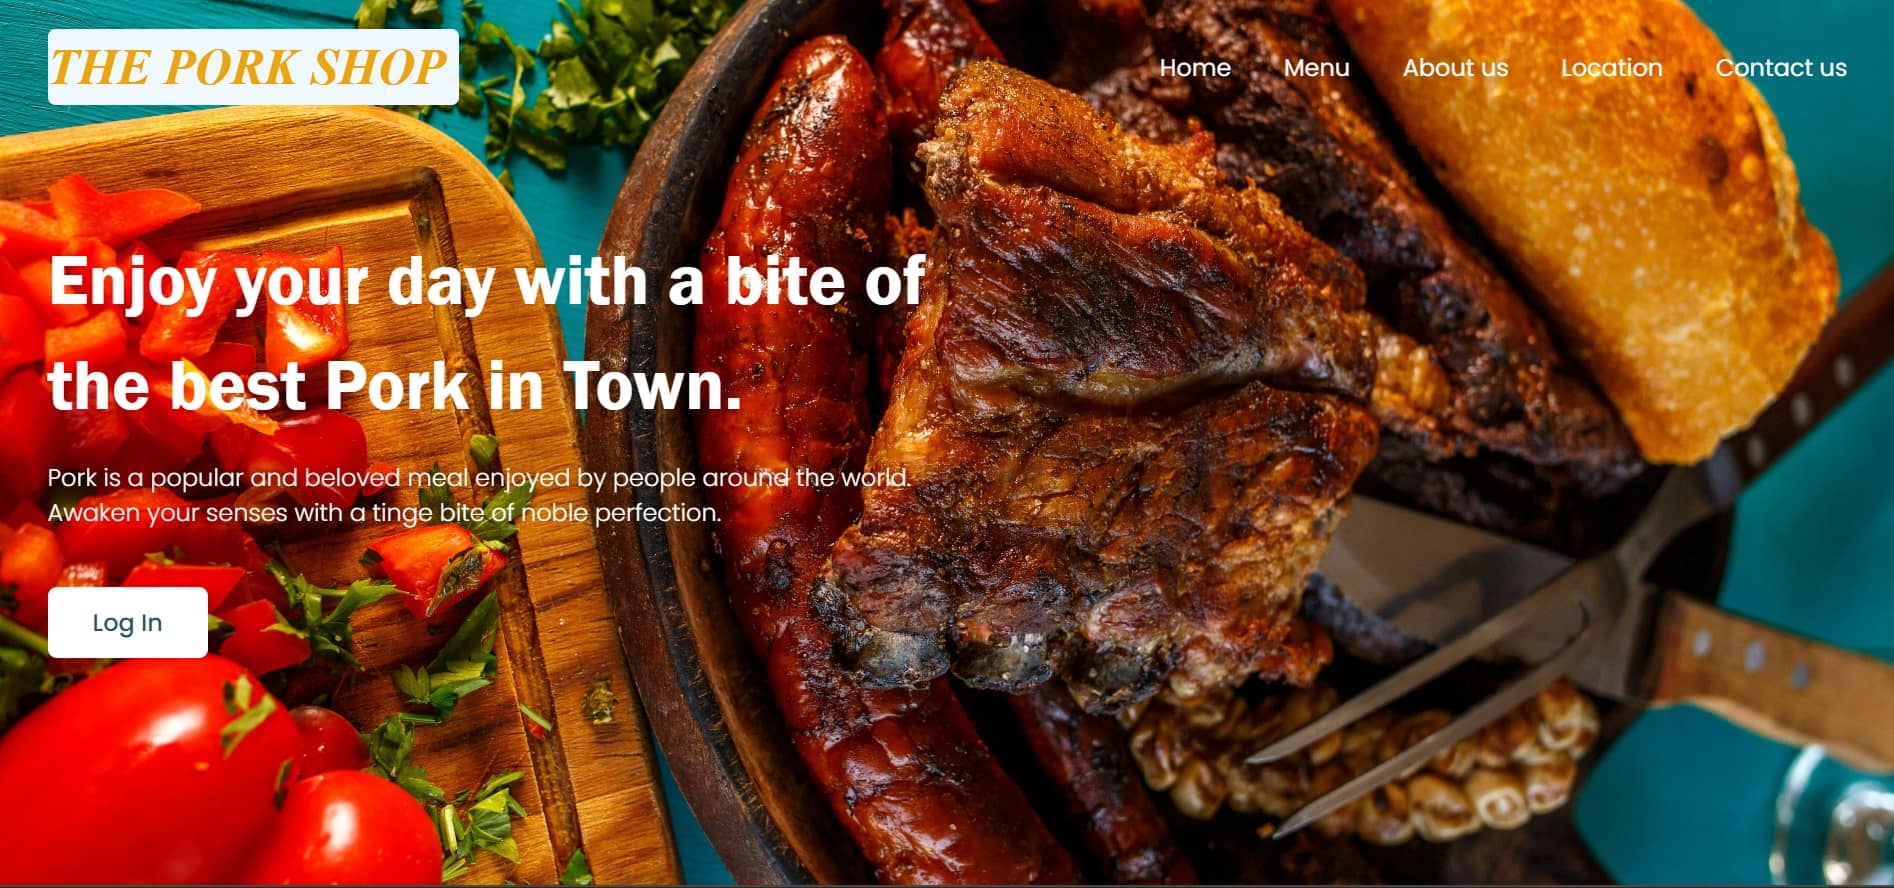 THE PORK SHOP
Home Menu About us Location Contact us
Enjoy your day with a bite of
the best Pork in Town.
Pork is a popular and beloved meal enjoyed by people around the world.
Awaken your senses with a tinge bite of noble perfection.
Log In